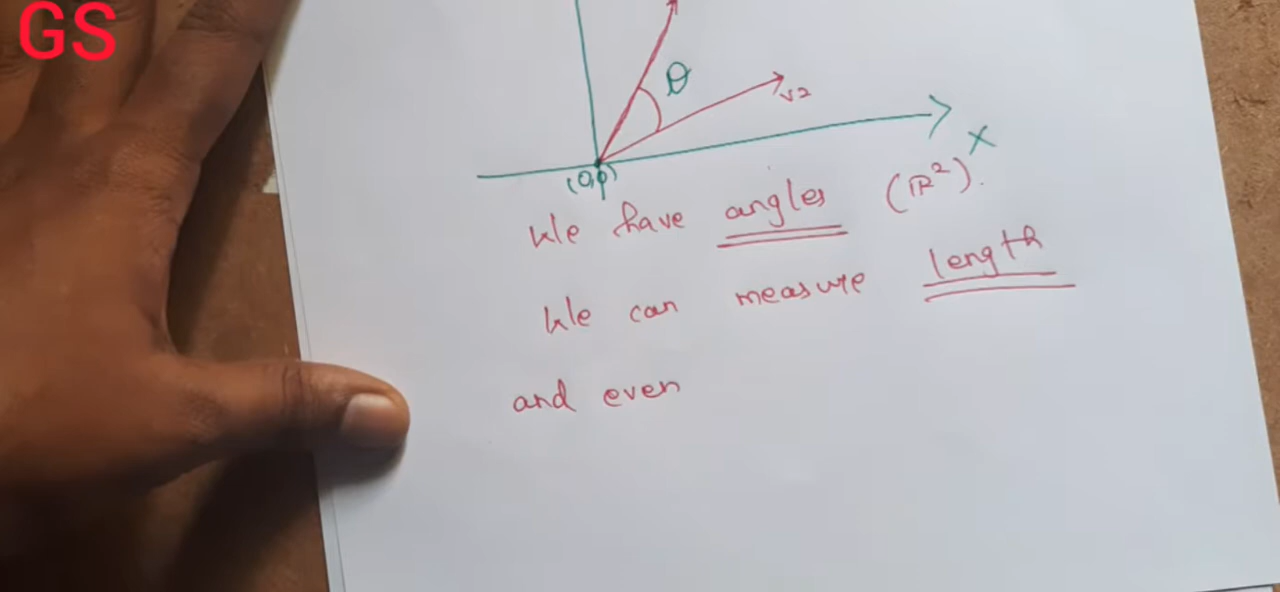 GS
θ
v2
X
(0,0)
We have angles (ℝ²).
We can measure length
and even